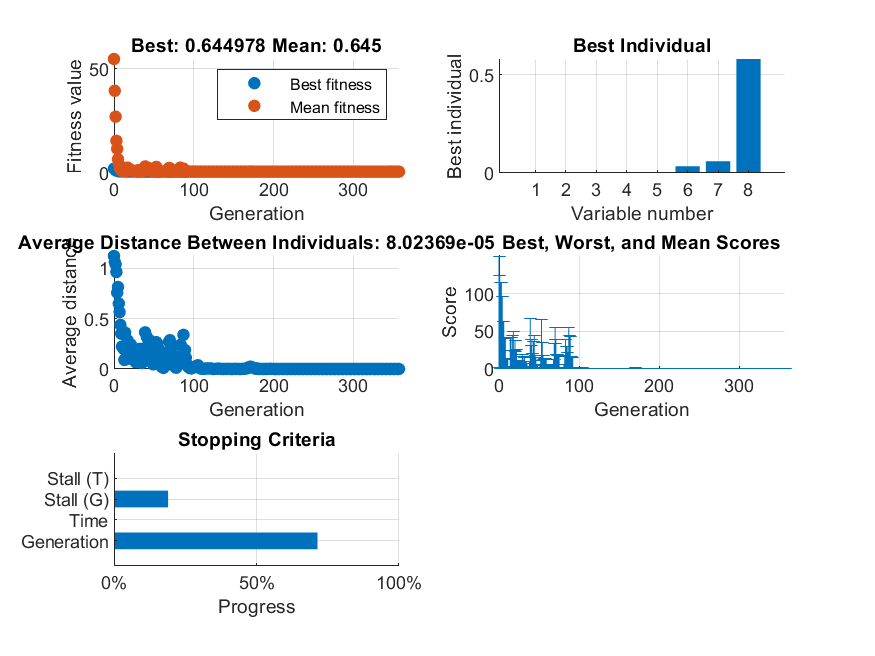 Best: 0.644978 Mean: 0.645
Fitness value
50
0
Best fitness
Mean fitness
0 100 200 300
Generation
Best Individual
Best individual
0.5
0
1 2 3 4 5 6 7 8
Variable number
Average Distance Between Individuals: 8.02369e-05
Average distance
1
0.5
0
0 100 200 300
Generation
Best, Worst, and Mean Scores
Score
100
50
0
0 100 200 300
Generation
Stopping Criteria
Stall (T)
Stall (G)
Time
Generation
0% 50% 100%
Progress